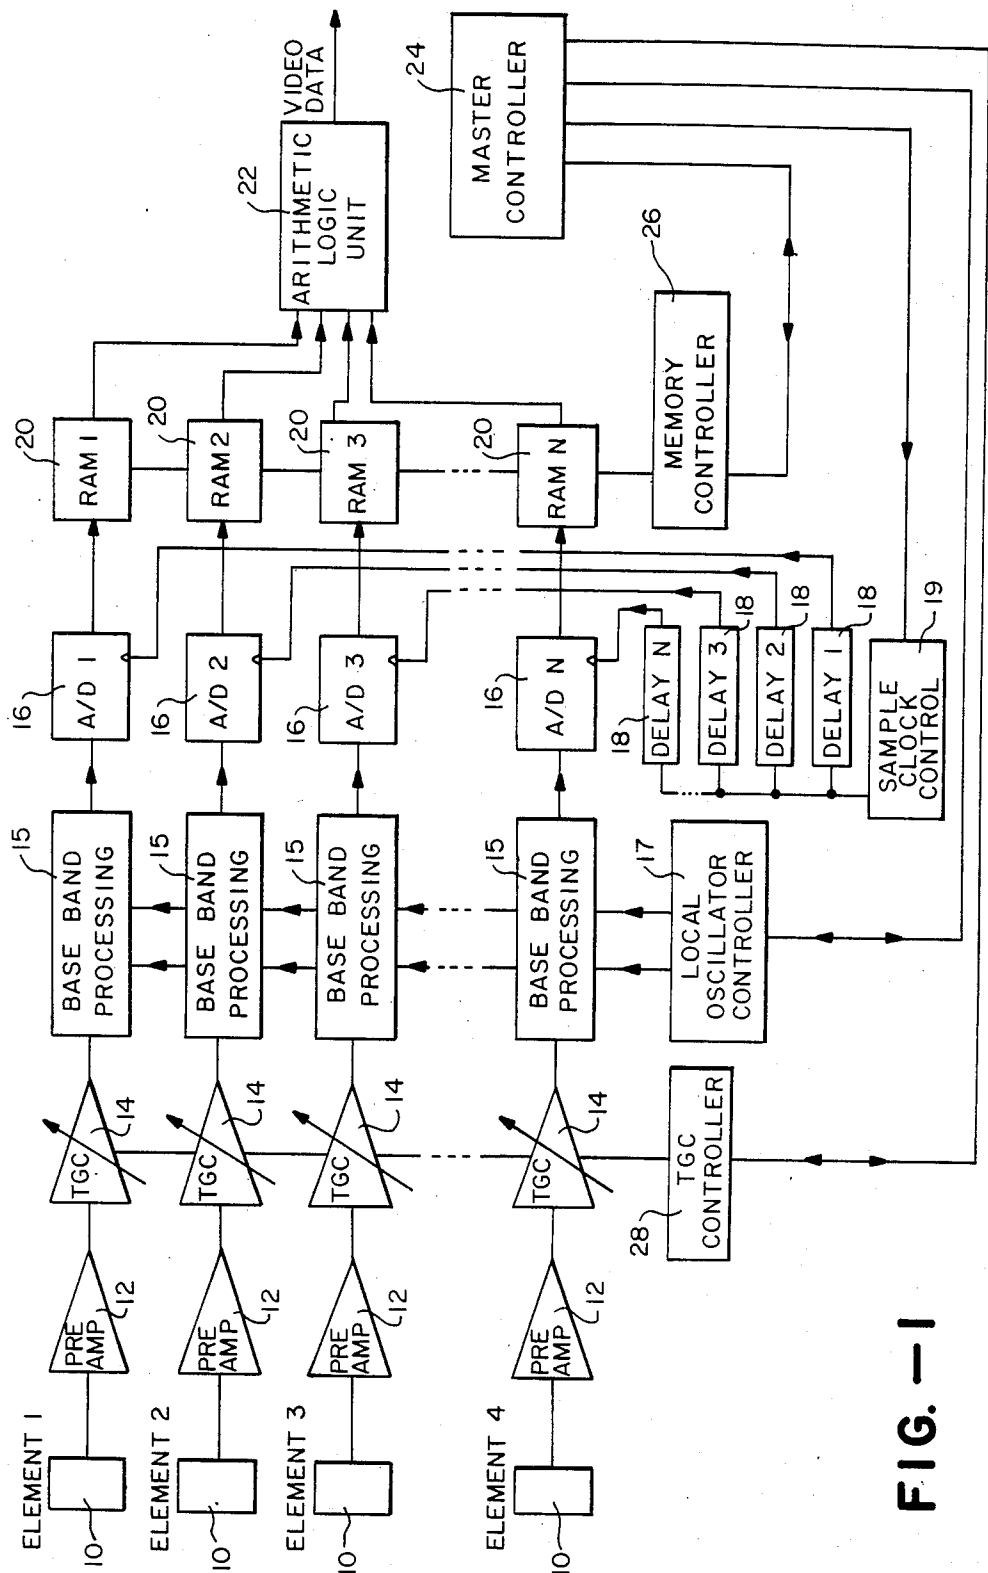 ELEMENT 1
10
PRE
AMP
12
TGC
14
BASE BAND
PROCESSING
15
A/D 1
16
RAM 1
20
ELEMENT 2
10
PRE
AMP
12
TGC
14
BASE BAND
PROCESSING
15
A/D 2
16
RAM 2
20
ELEMENT 3
10
PRE
AMP
12
TGC
14
BASE BAND
PROCESSING
15
A/D 3
16
RAM 3
20
ELEMENT 4
10
PRE
AMP
12
TGC
14
BASE BAND
PROCESSING
15
A/D N
16
RAM N
20
ARITHMETIC
LOGIC
UNIT
22
VIDEO
DATA
MASTER
CONTROLLER
24
MEMORY
CONTROLLER
26
DELAY N
18
DELAY 3
18
DELAY 2
18
DELAY 1
18
SAMPLE
CLOCK
CONTROL
19
LOCAL
OSCILLATOR
CONTROLLER
17
TGC
CONTROLLER
28
FIG. — 1